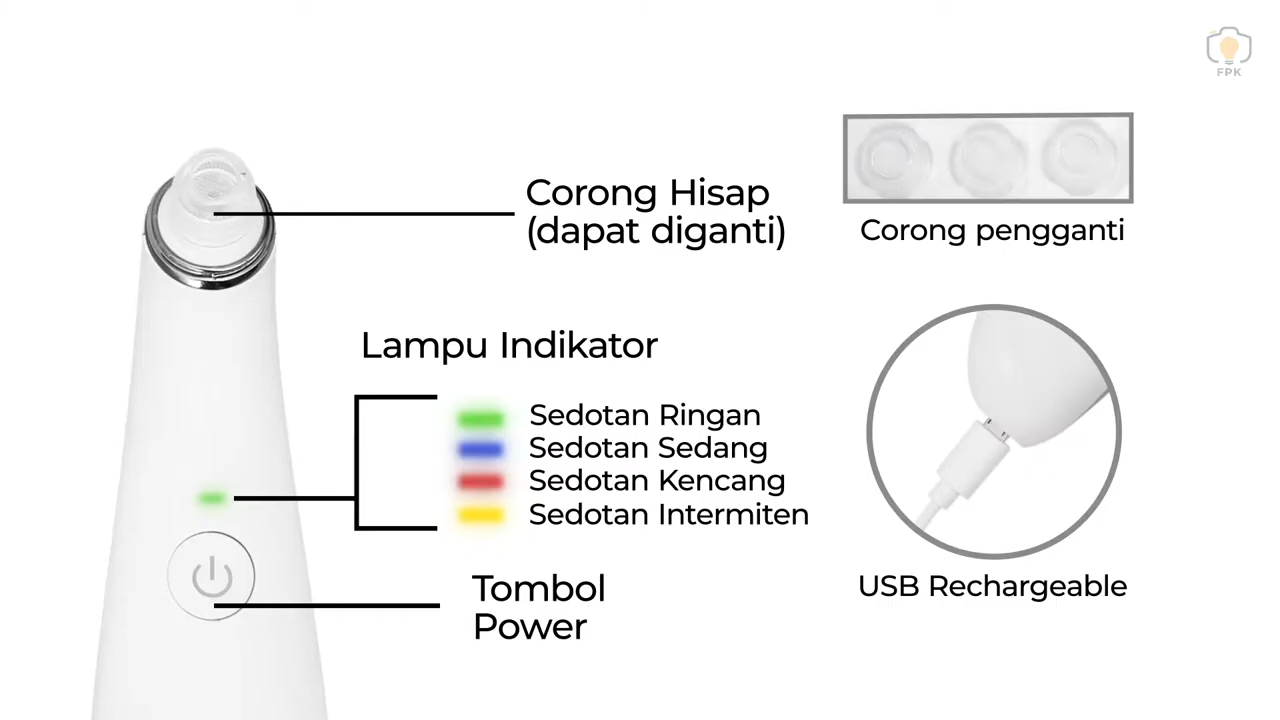 FPK
Corong Hisap
(dapat diganti)
Corong pengganti
Lampu Indikator
Sedotan Ringan
Sedotan Sedang
Sedotan Kencang
Sedotan Intermiten
Tombol
Power
USB Rechargeable